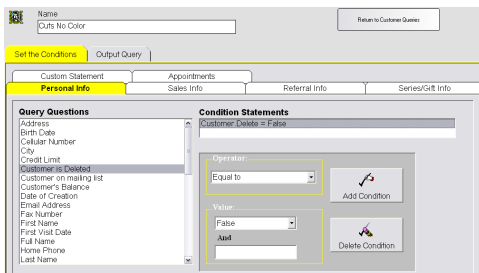 Name
Cuts No Color
Return to Customer Queries
Set the Conditions
Output Query
Custom Statement
Appointments
Personal Info
Sales Info
Referral Info
Series/Gift Info
Query Questions
Address
Birth Date
Cellular Number
City
Credit Limit
Customer is Deleted
Customer on mailing list
Customer's Balance
Date of Creation
Email Address
Fax Number
First Name
First Visit Date
Full Name
Home Phone
Last Name
Condition Statements
Customer.Delete = False
Operator:
Equal to
Value:
False
And
Add Condition
Delete Condition